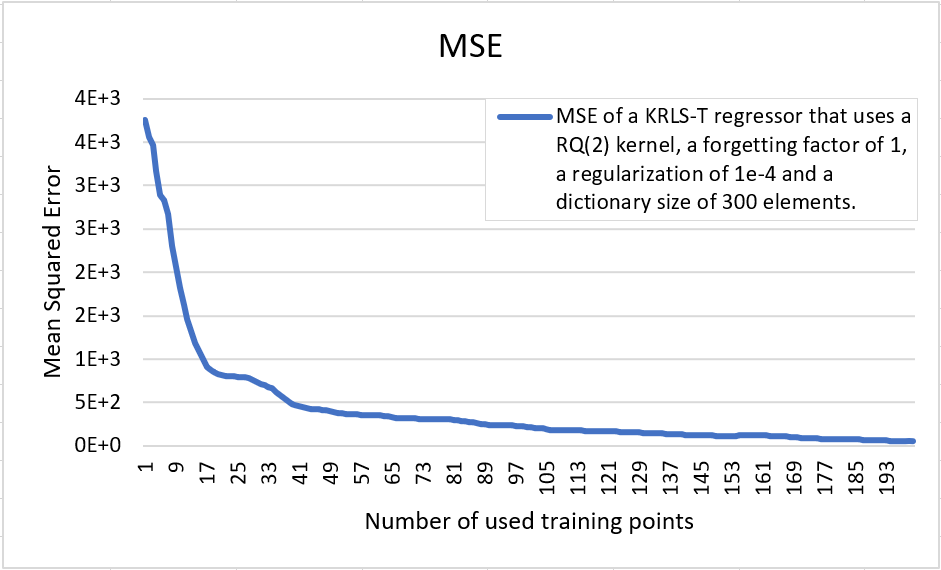 MSE
4E+3
4E+3
3E+3
3E+3
2E+3
2E+3
1E+3
5E+2
0E+0
Mean Squared Error
MSE of a KRLS-T regressor that uses a
RQ(2) kernel, a forgetting factor of 1,
a regularization of 1e-4 and a
dictionary size of 300 elements.
1 9 17 25 33 41 49 57 65 73 81 89 97 105 113 121 129 137 145 153 161 169 177 185 193
Number of used training points